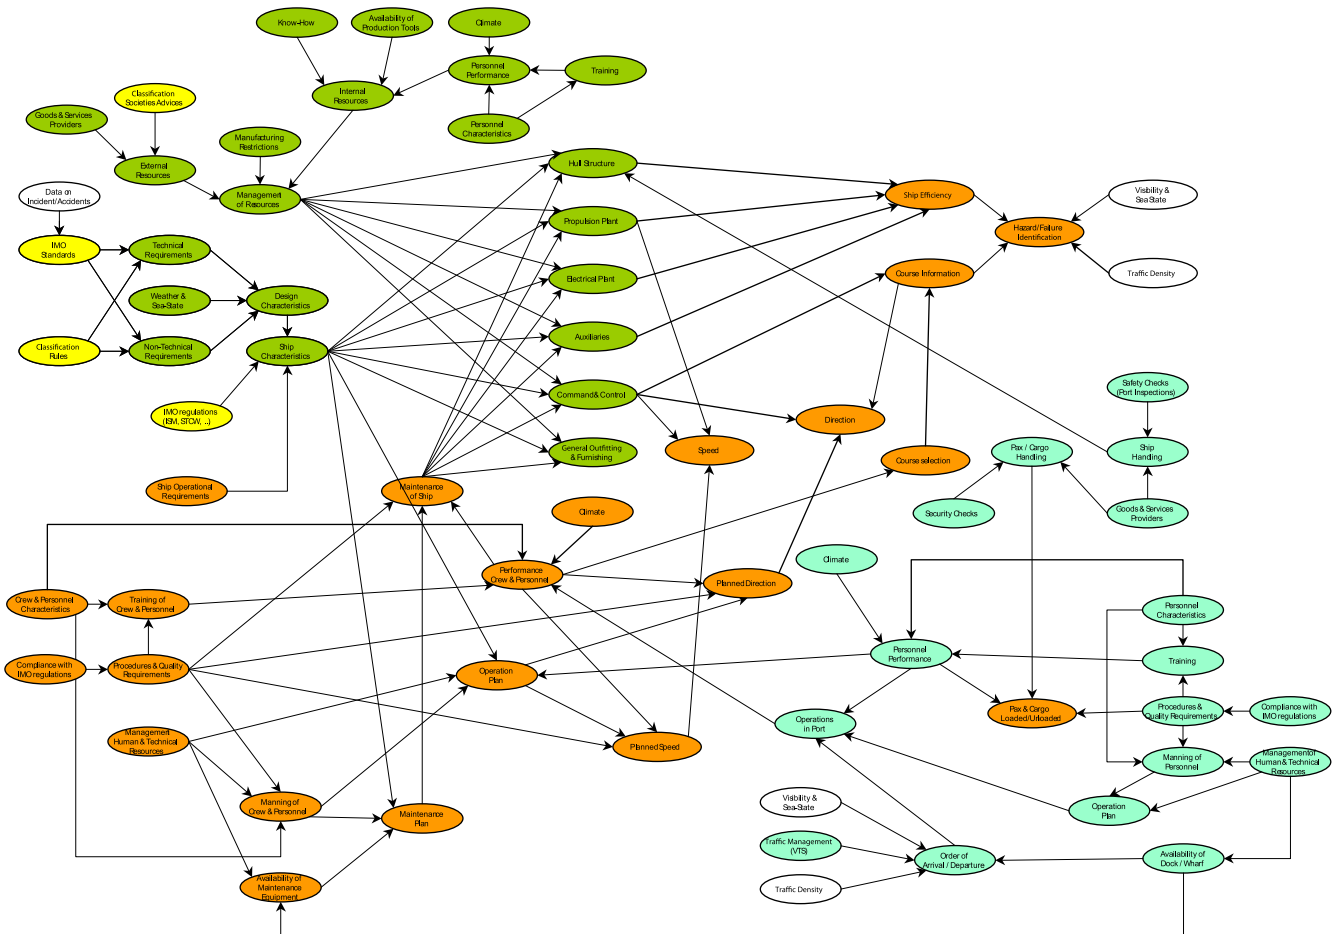 Know-How
Availability of
Production Tools
Climate
Personnel
Performance
Training
Classification
Societies Advices
Internal
Resources
Goods & Services
Providers
Manufacturing
Restrictions
Personnel
Characteristics
External
Resources
Hull Structure
Data on
Incident/Accidents
Management
of Resources
Ship Efficiency
Visibility &
Sea State
Propulsion Plant
Hazard/Failure
Identification
IMO
Standards
Technical
Requirements
Electrical Plant
Course Information
Traffic Density
Weather &
Sea-State
Design
Characteristics
Auxiliaries
Classification
Rules
Non-Technical
Requirements
Ship
Characteristics
Command & Control
Safety Checks
(Port Inspections)
IMO regulations
(ISM, STCW, ...)
Direction
General Outfitting
& Furnishing
Speed
Course selection
Pax / Cargo
Handling
Ship
Handling
Ship Operational
Requirements
Maintenance
of Ship
Climate
Security Checks
Goods & Services
Providers
Performance
Crew & Personnel
Planned Direction
Climate
Crew & Personnel
Characteristics
Training of
Crew & Personnel
Personnel
Characteristics
Compliance with
IMO regulations
Procedures & Quality
Requirements
Operation
Plan
Personnel
Performance
Training
Pax & Cargo
Loaded/Unloaded
Procedures &
Quality Requirements
Compliance with
IMO regulations
Management
Human & Technical
Resources
Planned Speed
Operations
in Port
Manning of
Personnel
Management of
Human & Technical
Resources
Manning of
Crew & Personnel
Maintenance
Plan
Visibility &
Sea-State
Operation
Plan
Traffic Management
(VTS)
Order of
Arrival / Departure
Availability of
Dock / Wharf
Availability of
Maintenance
Equipment
Traffic Density